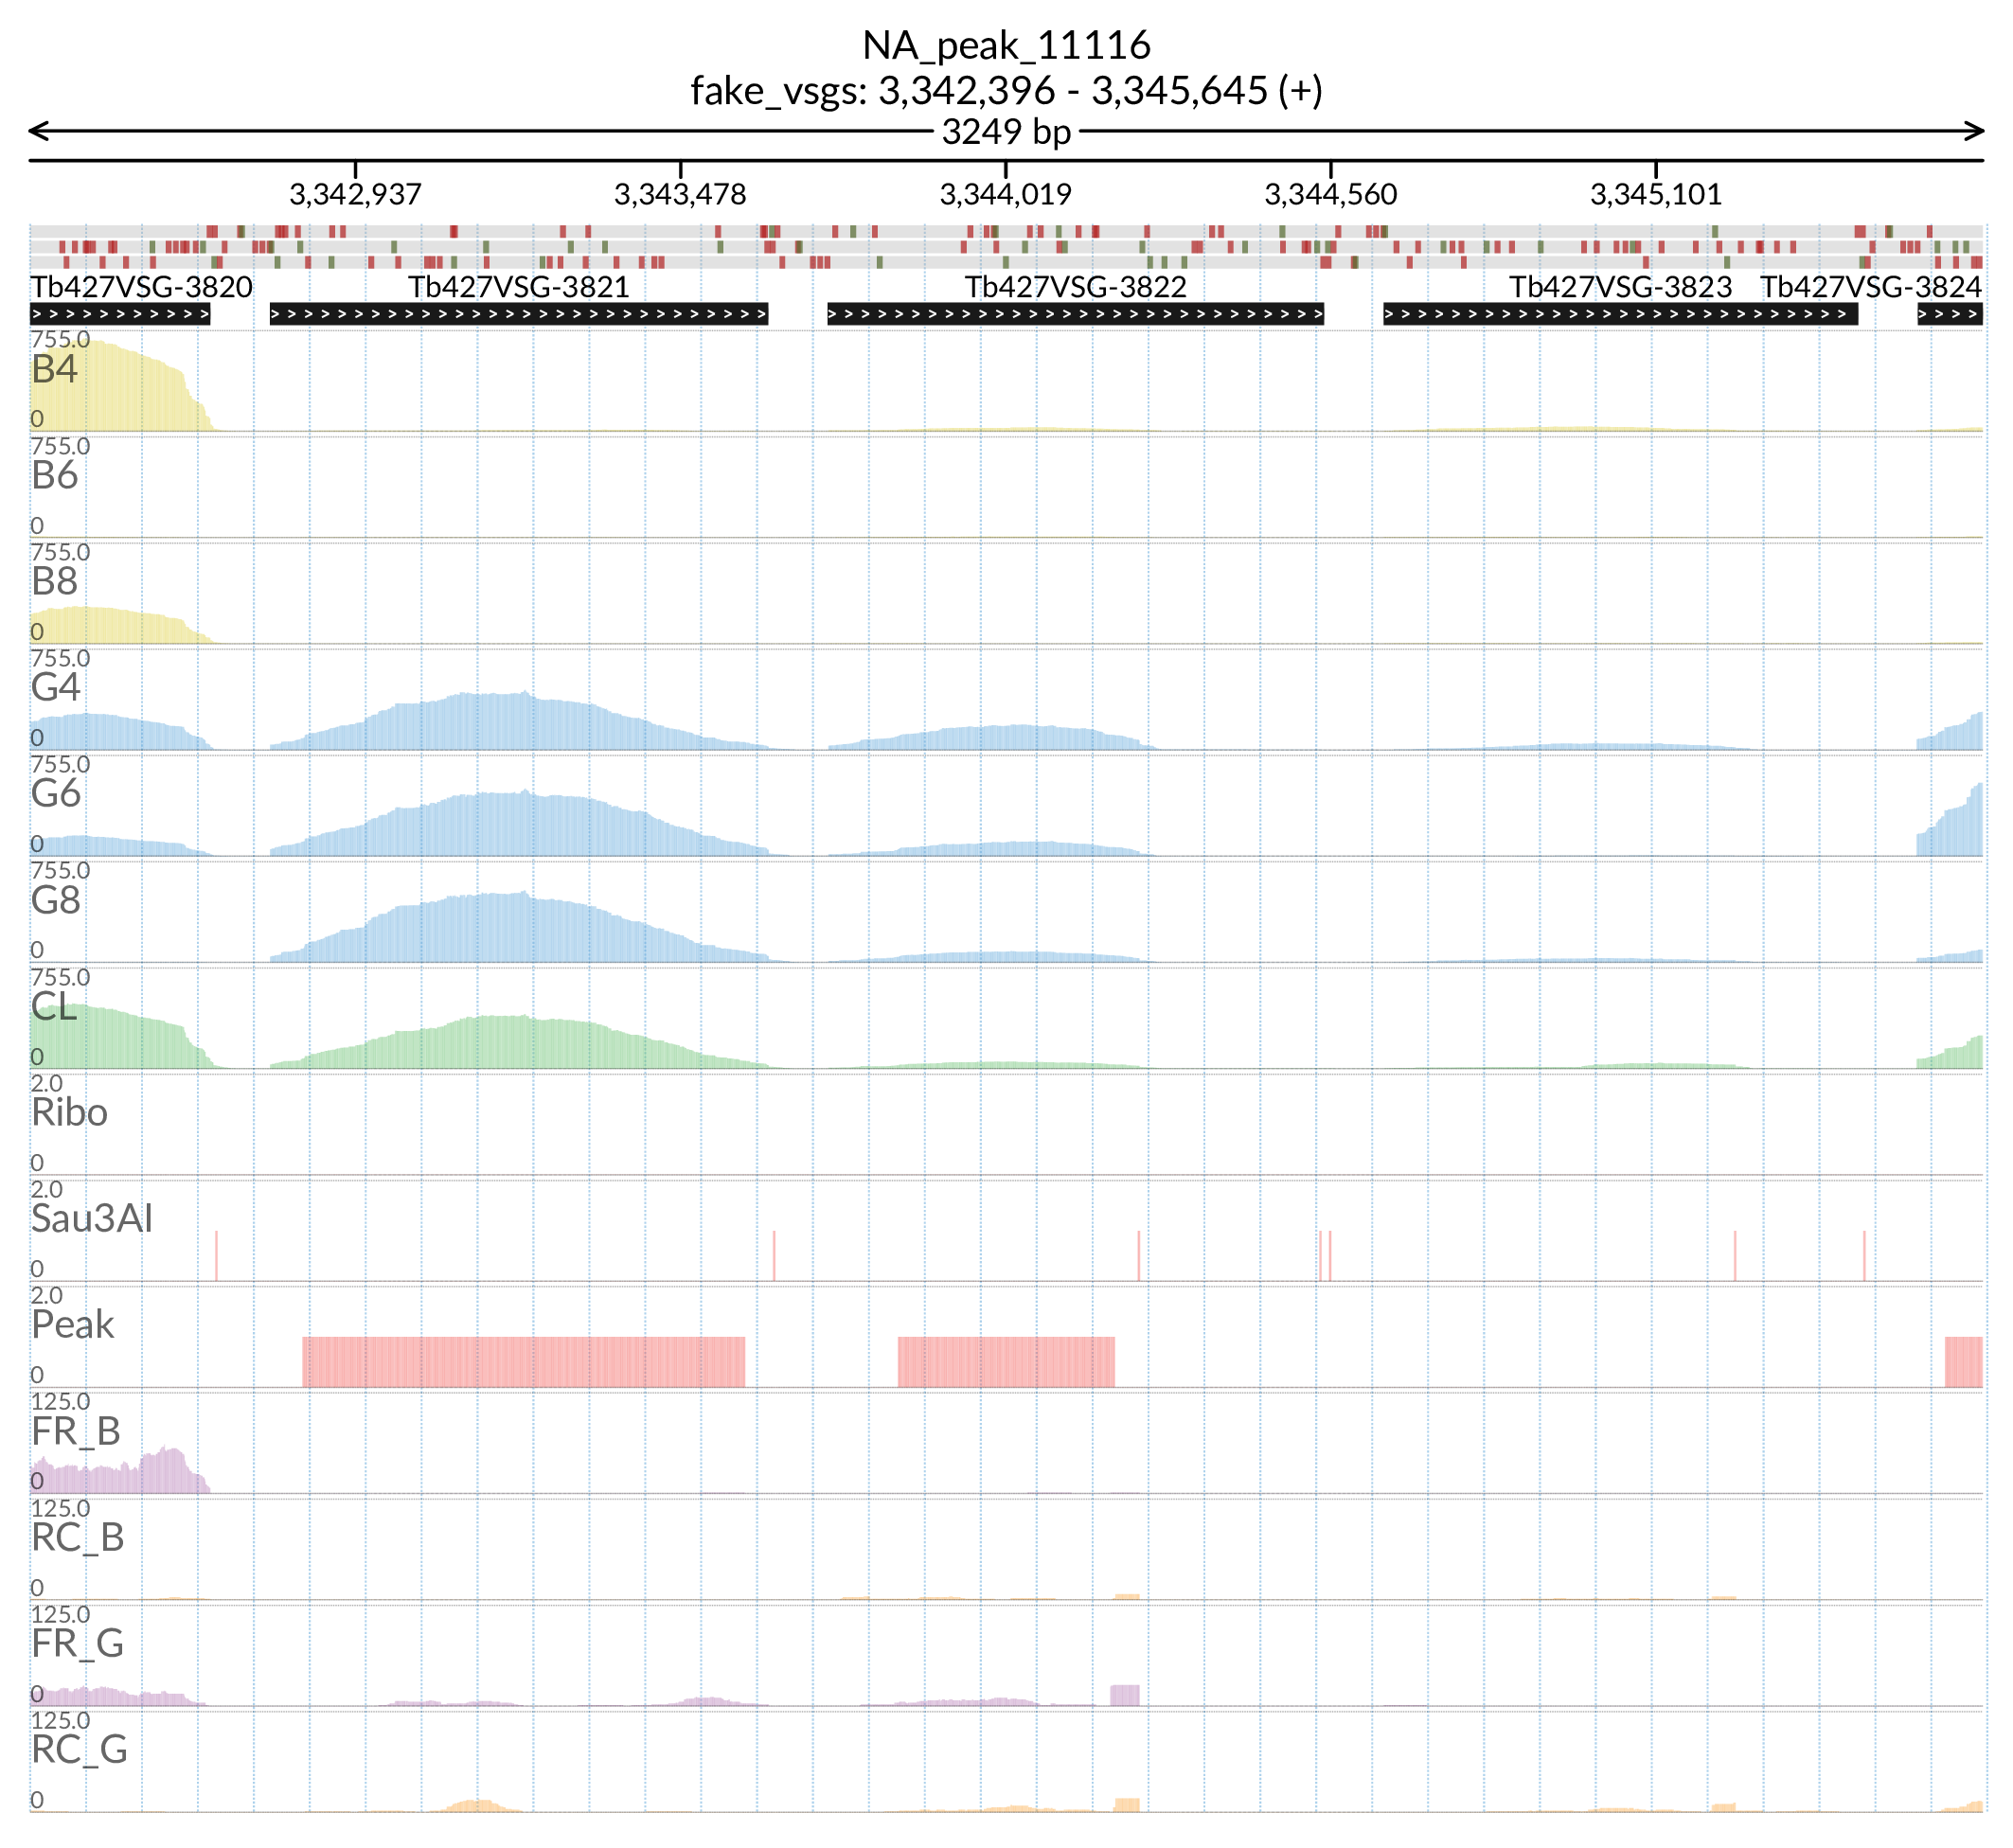 NA_peak_11116
fake_vsgs: 3,342,396 - 3,345,645 (+)
3249 bp
3,342,937 3,343,478 3,344,019 3,344,560 3,345,101
Tb427VSG-3820 Tb427VSG-3821 Tb427VSG-3822 Tb427VSG-3823 Tb427VSG-3824
755.0
B4
0
755.0
B6
0
755.0
B8
0
755.0
G4
0
755.0
G6
0
755.0
G8
0
755.0
CL
0
2.0
Ribo
0
2.0
Sau3AI
0
2.0
Peak
0
125.0
FR_B
0
125.0
RC_B
0
125.0
FR_G
0
125.0
RC_G
0